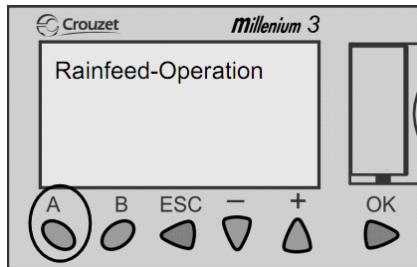 Crouzet millenium 3
Rainfeed-Operation
A B ESC − + OK